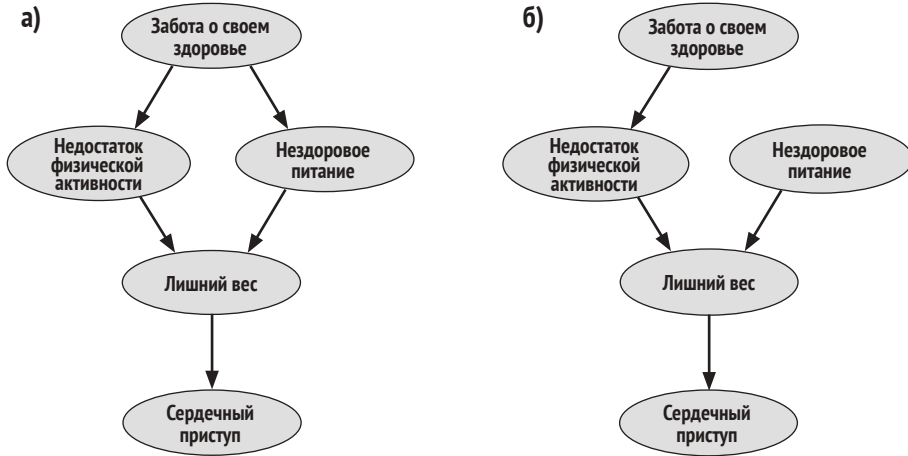 а)
Забота о своем
здоровье
Недостаток
физической
активности
Нездоровое
питание
Лишний вес
Сердечный
приступ
б)
Забота о своем
здоровье
Недостаток
физической
активности
Нездоровое
питание
Лишний вес
Сердечный
приступ